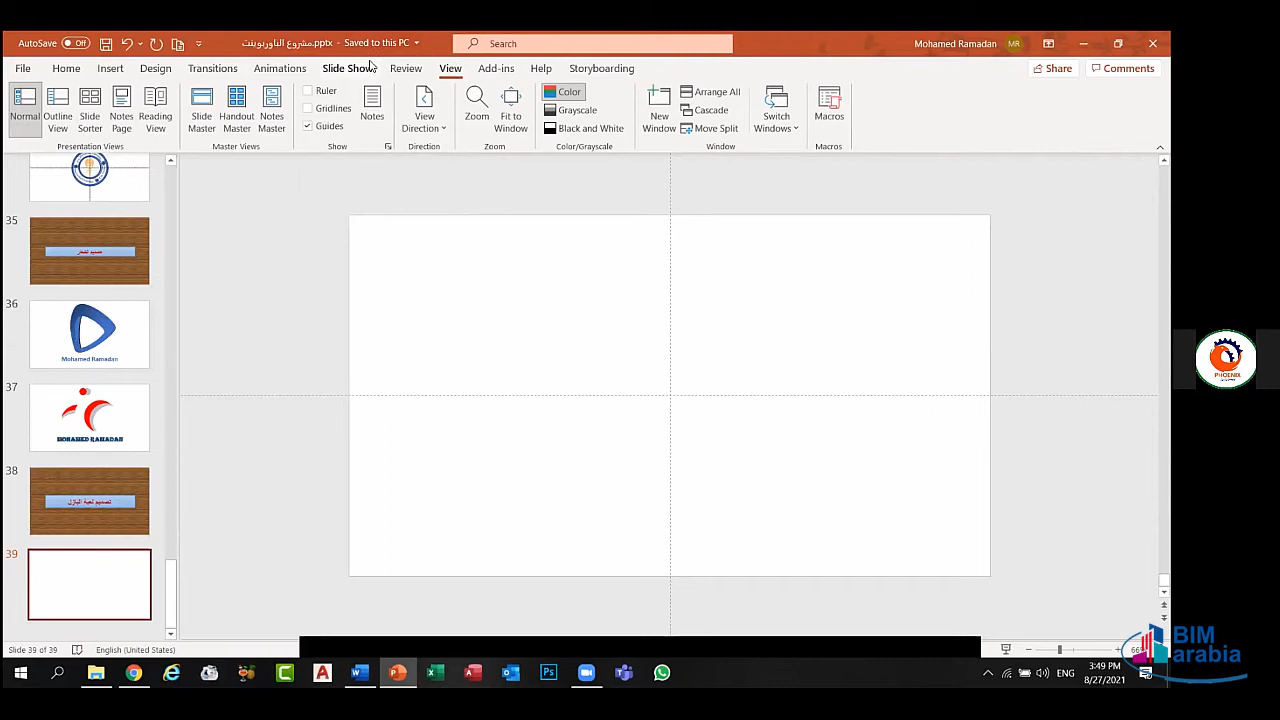 AutoSave Off مشروع الباوربوينت.pptx - Saved to this PC Search Mohamed Ramadan MR
File Home Insert Design Transitions Animations Slide Show Review View Add-ins Help Storyboarding Share Comments
Normal Outline View Slide Sorter Notes Page Reading View
Presentation Views
Slide Master Handout Master Notes Master
Master Views
Ruler
Gridlines
Guides
Notes
Show
View Direction
Direction
Zoom Fit to Window
Zoom
Color
Grayscale
Black and White
Color/Grayscale
New Window
Arrange All
Cascade
Move Split
Switch Windows
Window
Macros
Macros
35
36
Mohamed Ramadan
37
MOHAMED RAMADAN
38
تصميم لعبة البازل
39
PHOENIX
Slide 39 of 39 English (United States)
BIM
arabia
ENG
3:49 PM
8/27/2021